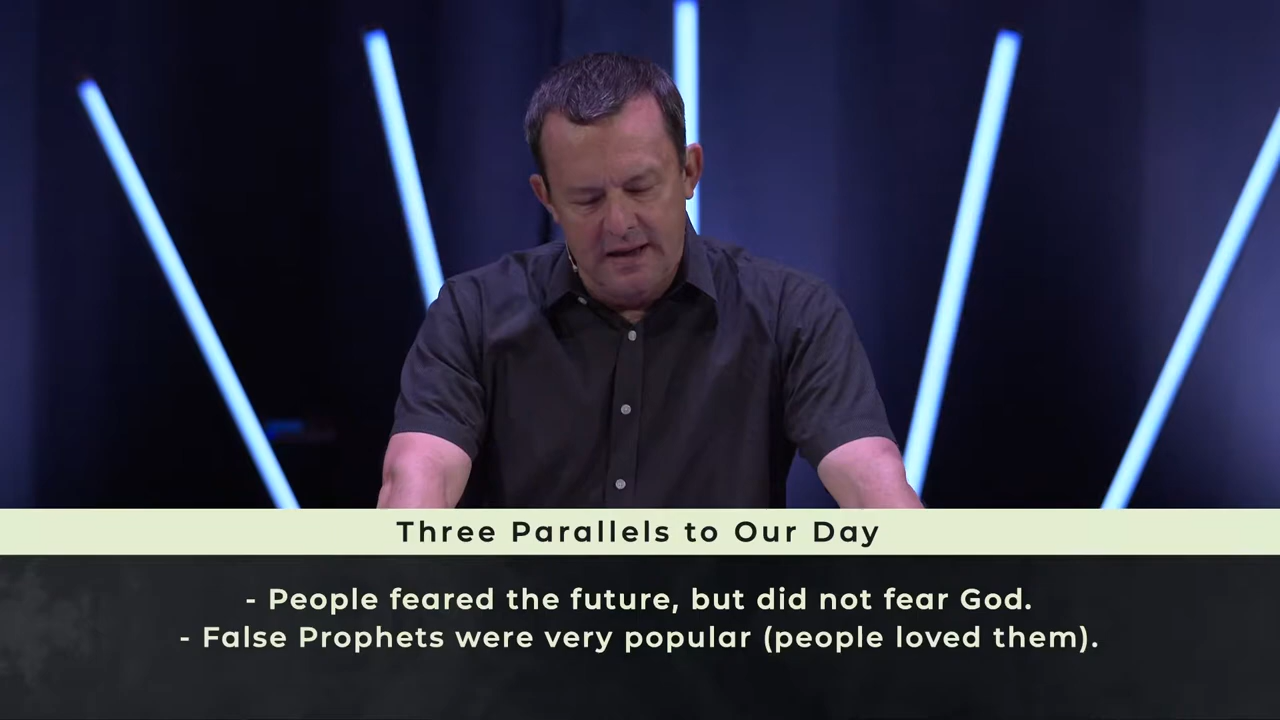 Three Parallels to Our Day
- People feared the future, but did not fear God.
- False Prophets were very popular (people loved them).